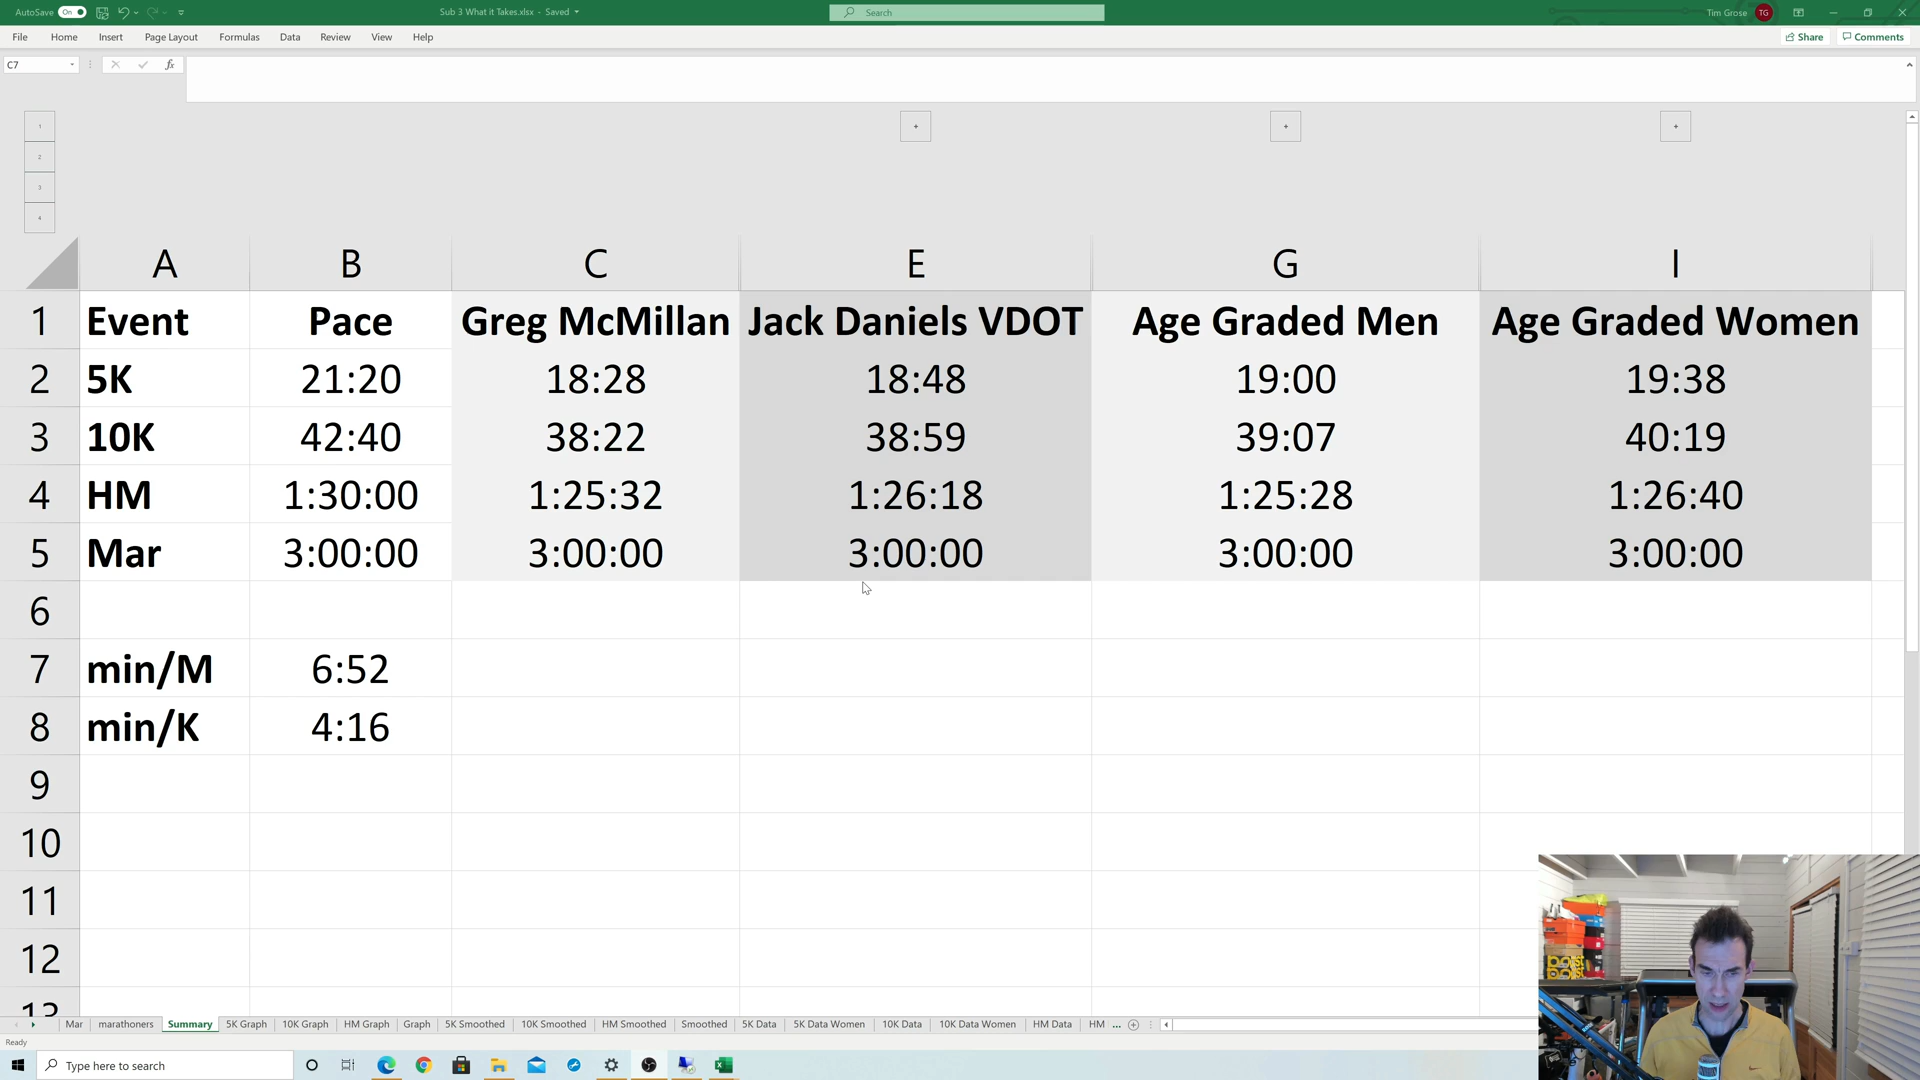 AutoSave On
Sub 3 What it Takes.xlsx - Saved
Search
Tim Grose TG
File Home Insert Page Layout Formulas Data Review View Help
Share Comments
C7
fx
1
2
3
4
+ + +
A B C E G I
1 Event Pace Greg McMillan Jack Daniels VDOT Age Graded Men Age Graded Women
2 5K 21:20 18:28 18:48 19:00 19:38
3 10K 42:40 38:22 38:59 39:07 40:19
4 HM 1:30:00 1:25:32 1:26:18 1:25:28 1:26:40
5 Mar 3:00:00 3:00:00 3:00:00 3:00:00 3:00:00
6
7 min/M 6:52
8 min/K 4:16
9
10
11
12
13
Mar marathoners Summary 5K Graph 10K Graph HM Graph Graph 5K Smoothed 10K Smoothed HM Smoothed Smoothed 5K Data 5K Data Women 10K Data 10K Data Women HM Data HM ...
Ready
Type here to search